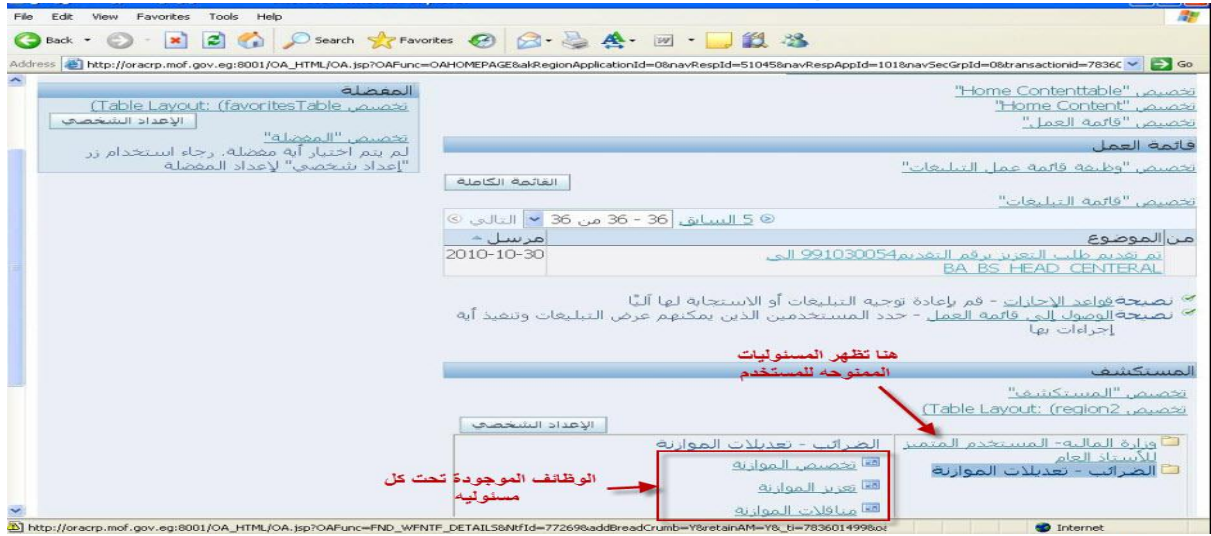 File Edit View Favorites Tools Help
Back Search Favorites
Address http://oracrp.mof.gov.eg:8001/OA_HTML/OA.jsp?OAFunc=OAHOMEPAGE&akRegionApplicationId=0&navRespId=51045&navRespAppId=101&navSecGrpId=0&transactionid=7836 Go
تخصيص "Home Contenttable"
تخصيص "Home Content"
تخصيص "قائمة العمل"
قائمة العمل
تخصيص "وظيفة قائمة عمل التبليغات"
القائمة الكاملة
تخصيص "قائمة التبليغات"
5 السابق 36 - 36 من 36 التالي
من الموضوع مرسل
تم تقديم طلب التعزيز برقم التقديم991030054 الى 2010-10-30
BA BS HEAD CENTERAL
نصيحة قواعد الإجازات - قم بإعادة توجيه التبليغات أو الاستجابة لها آليًا
نصيحة الوصول إلى قائمة العمل - حدد المستخدمين الذين يمكنهم عرض التبليغات وتنفيذ أية
إجراءات بها
هنا تظهر المسئوليات
الممنوحه للمستخدم
المستكشف
تخصيص "المستكشف"
تخصيص Table Layout: (region2)
الإعداد الشخصي
وزارة المالية- المستخدم المتميز
للأستاذ العام
الضرائب - تعديلات الموازنة
الضرائب - تعديلات الموازنة
تخصيص الموازنة
تعزيز الموازنة
مناقلات الموازنة
الوظائف الموجودة تحت كل
مسئوليه
المفضلة
تخصيص Table Layout: (favoritesTable)
الإعداد الشخصي
تخصيص "المفضلة"
لم يتم اختيار أية مفضلة. رجاء استخدام زر
"إعداد شخصي" لإعداد المفضلة
http://oracrp.mof.gov.eg:8001/OA_HTML/OA.jsp?OAFunc=FND_WFNTF_DETAILS&NtfId=77269&addBreadCrumb=Y&retainAM=Y&_ti=783601499&o Internet